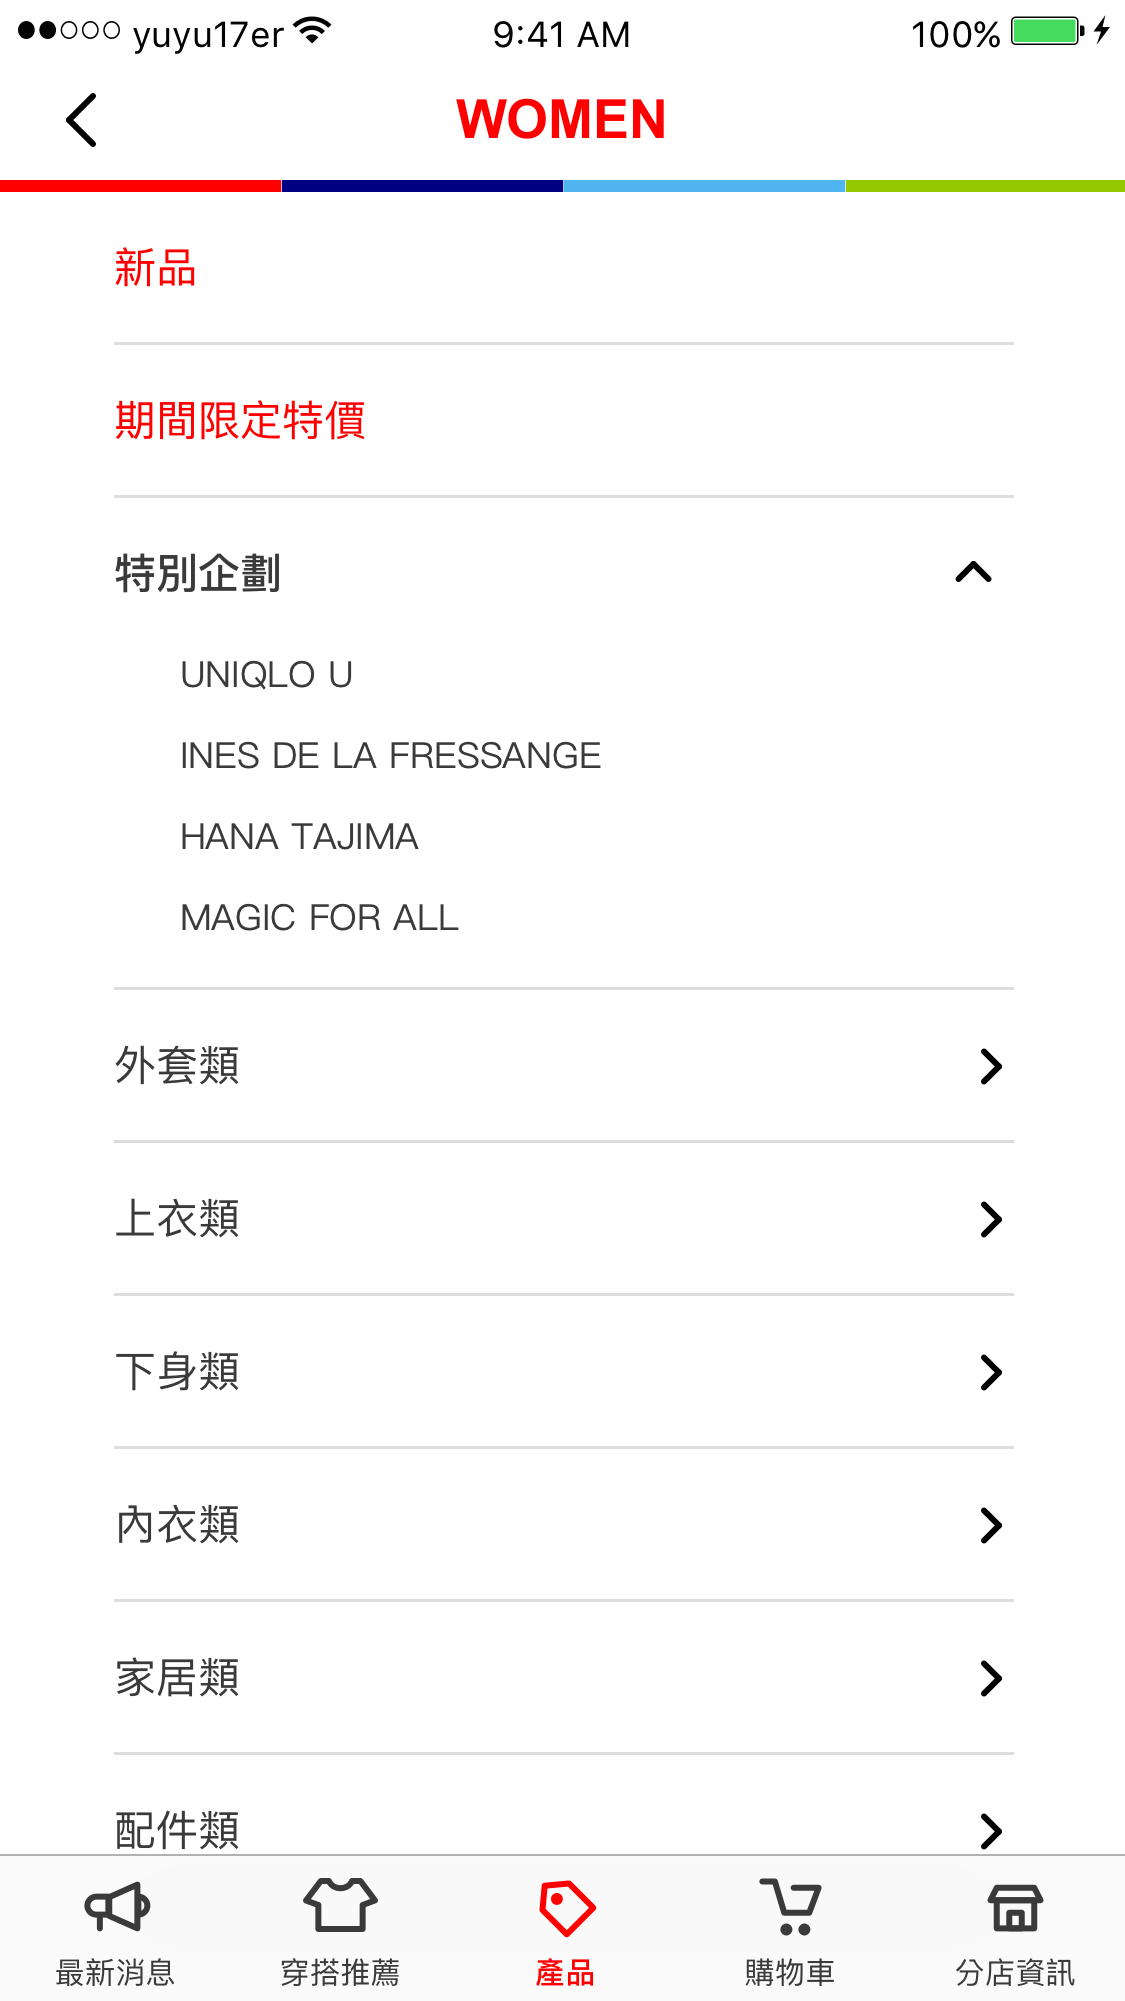 yuyu17er 9:41 AM 100%
WOMEN
新品
期間限定特價
特別企劃
UNIQLO U
INES DE LA FRESSANGE
HANA TAJIMA
MAGIC FOR ALL
外套類
上衣類
下身類
內衣類
家居類
配件類
最新消息 穿搭推薦 產品 購物車 分店資訊